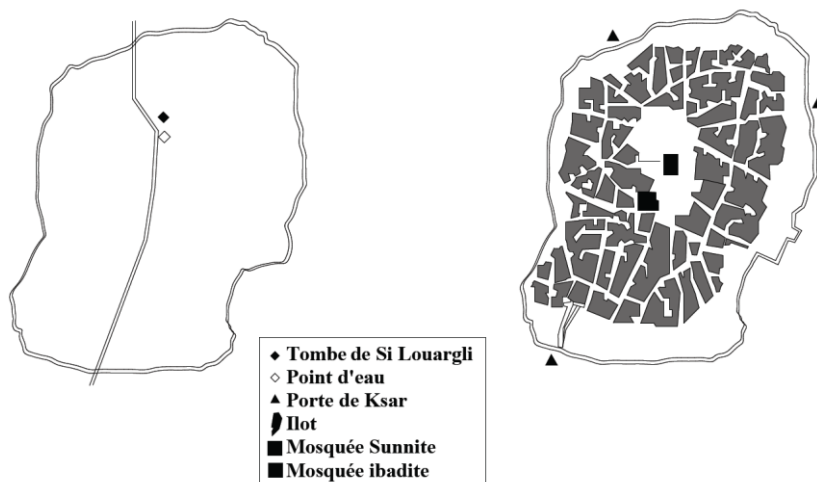 Tombe de Si Louargli
Point d'eau
Porte de Ksar
Ilot
Mosquée Sunnite
Mosquée ibadite